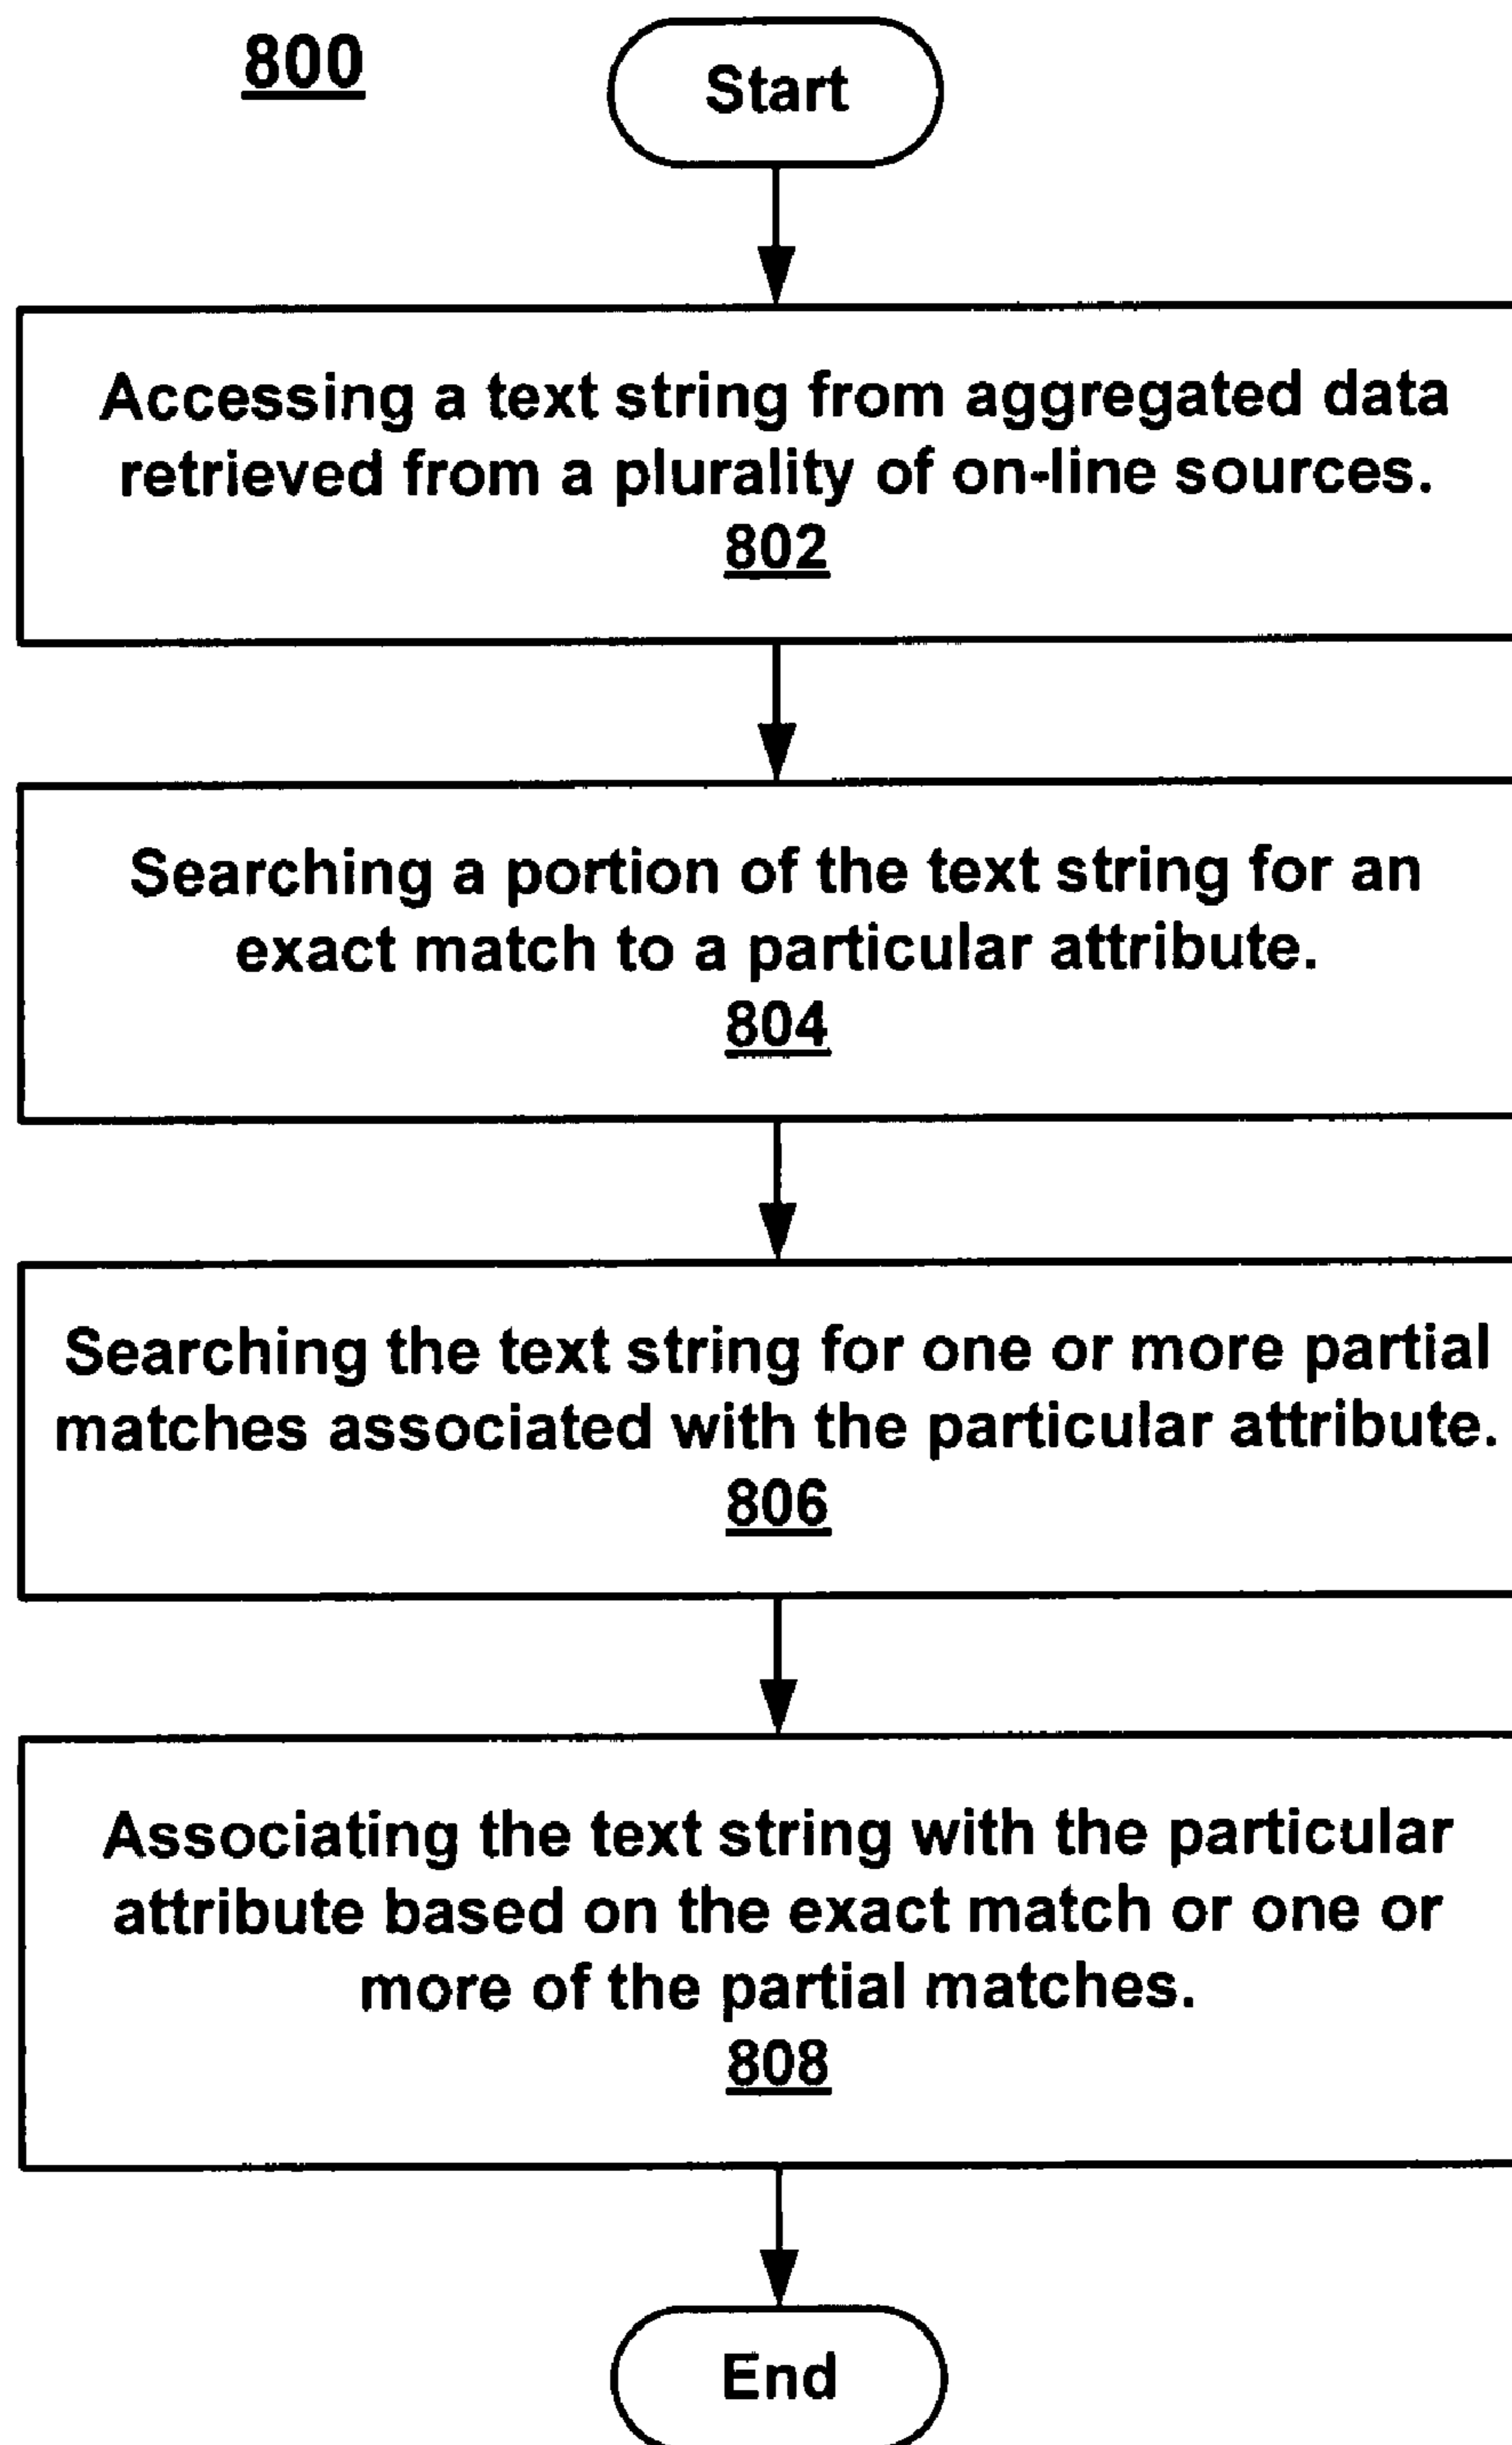 800
Start
Accessing a text string from aggregated data
retrieved from a plurality of on-line sources.
802
Searching a portion of the text string for an
exact match to a particular attribute.
804
Searching the text string for one or more partial
matches associated with the particular attribute.
806
Associating the text string with the particular
attribute based on the exact match or one or
more of the partial matches.
808
End